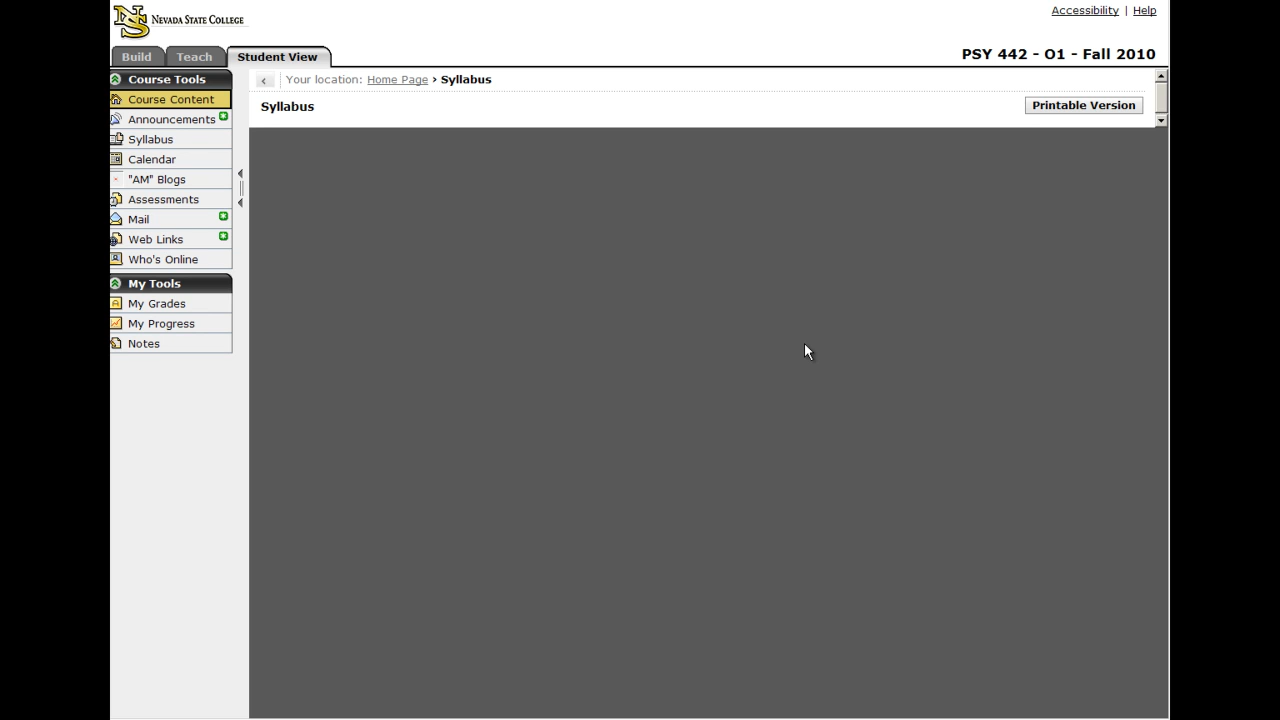 NS NEVADA STATE COLLEGE
Accessibility | Help
Build Teach Student View
PSY 442 - O1 - Fall 2010
Course Tools
Course Content
Announcements
Syllabus
Calendar
"AM" Blogs
Assessments
Mail
Web Links
Who's Online
My Tools
My Grades
My Progress
Notes
Your location: Home Page › Syllabus
Syllabus
Printable Version